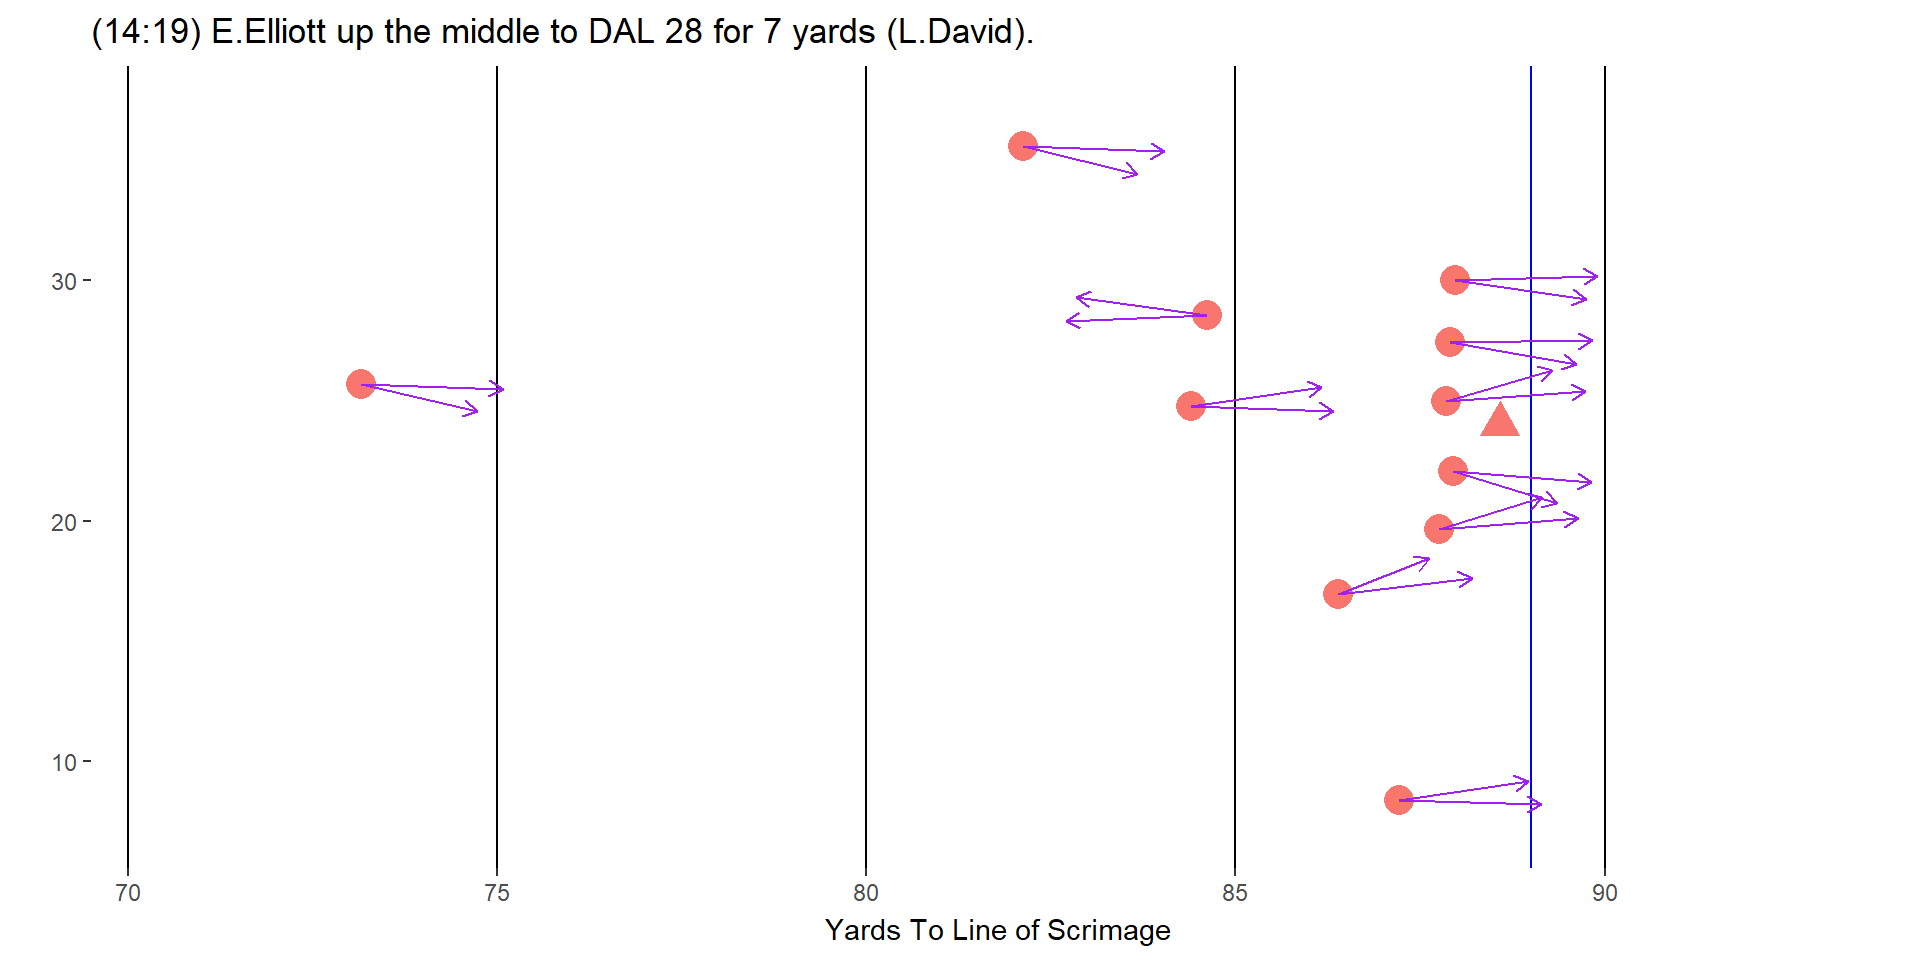 (14:19) E.Elliott up the middle to DAL 28 for 7 yards (L.David).
30
20
10
70 75 80 85 90
Yards To Line of Scrimage